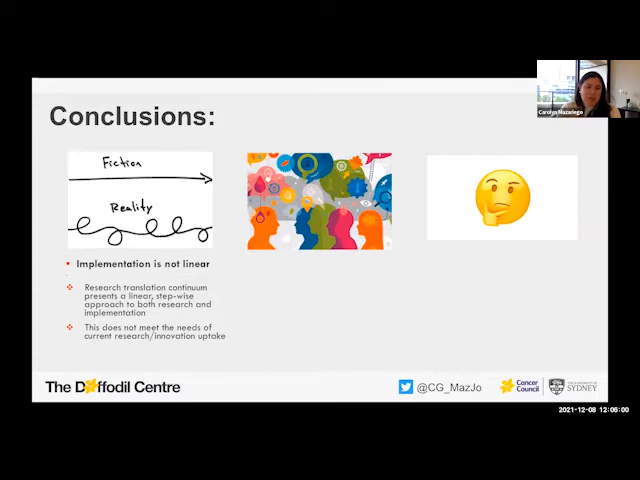 Carolyn Mazariego
Conclusions:
Fiction
Reality
Implementation is not linear
Research translation continuum
presents a linear, step-wise
approach to both research and
implementation
This does not meet the needs of
current research/innovation uptake
The Daffodil Centre
@CG_MazJo
Cancer
Council
THE UNIVERSITY OF
SYDNEY
2021-12-08 12:06:00